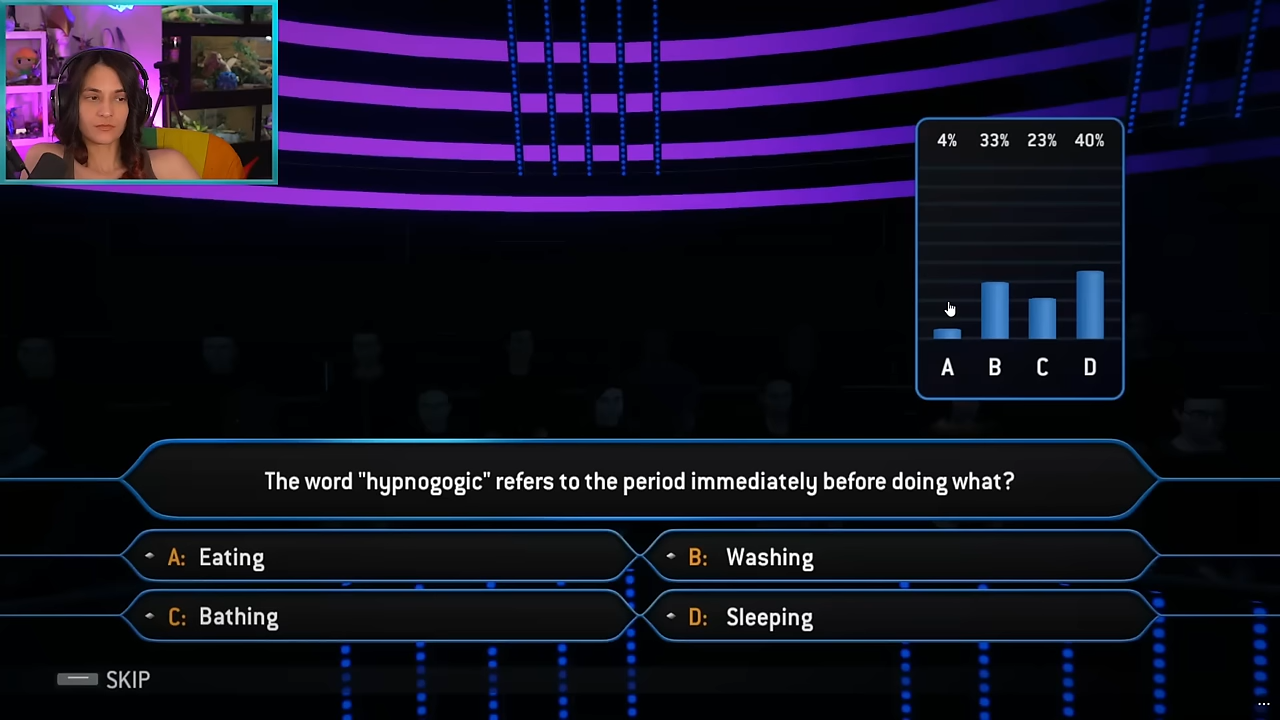 4% 33% 23% 40%
A B C D
The word "hypnogogic" refers to the period immediately before doing what?
A: Eating
B: Washing
C: Bathing
D: Sleeping
SKIP
...